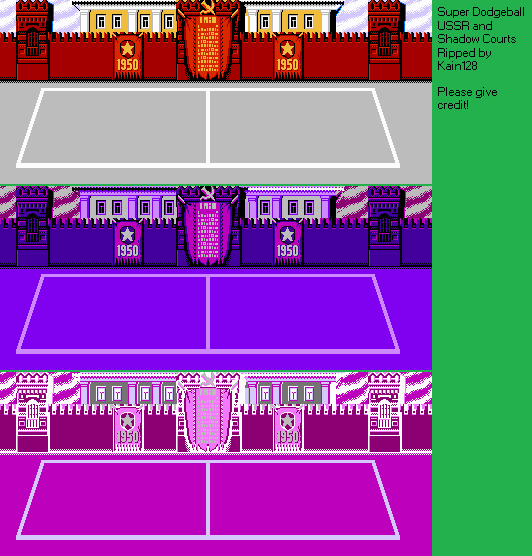 Super Dodgeball
USSR and
Shadow Courts
Ripped by
Kain128
Please give
credit!
1950
1950
1950
1950
1950
1950